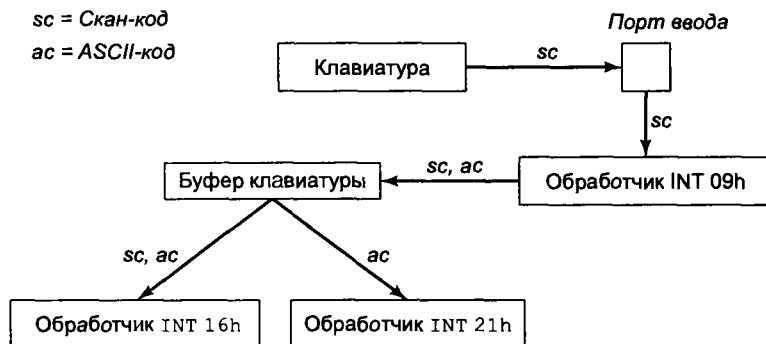 sc = Скан-код
ac = ASCII-код
Порт ввода
Клавиатура
sc
sc
Буфер клавиатуры
sc, ac
Обработчик INT 09h
sc, ac
ac
Обработчик INT 16h
Обработчик INT 21h